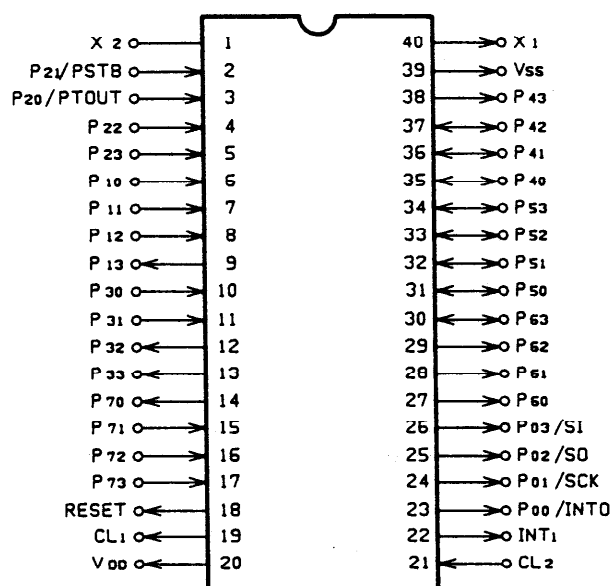 X2 1 40 X1
P21/PSTB 2 39 VSS
P20/PTOUT 3 38 P43
P22 4 37 P42
P23 5 36 P41
P10 6 35 P40
P11 7 34 P53
P12 8 33 P52
P13 9 32 P51
P30 10 31 P50
P31 11 30 P63
P32 12 29 P62
P33 13 28 P61
P70 14 27 P60
P71 15 26 P03/SI
P72 16 25 P02/SO
P73 17 24 P01/SCK
RESET 18 23 P00/INT0
CL1 19 22 INT1
VDD 20 21 CL2